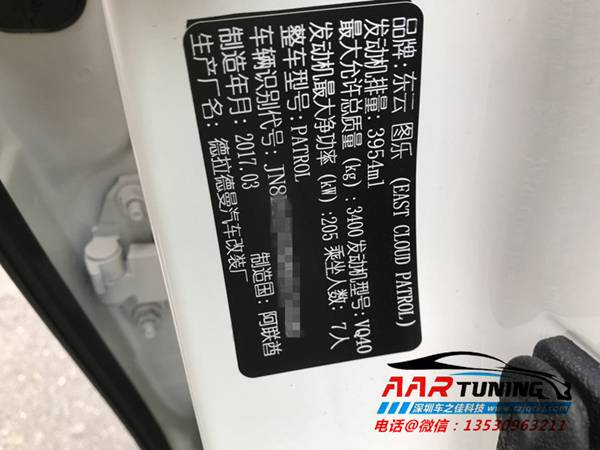 品牌：东云 图乐 (EAST CLOUD PATROL)
发动机排量：3954ml
最大允许总质量 (kg)：3400 发动机型号：VQ40
发动机最大净功率 (kW)：205 乘坐人数：7人
整车型号：PATROL
车辆识别代号：JN8
制造年月：2017.03 制造国：阿联酋
生产厂名：德拉德曼汽车改装厂
AAR TUNING
深圳车之佳科技
电话@微信：13530963211